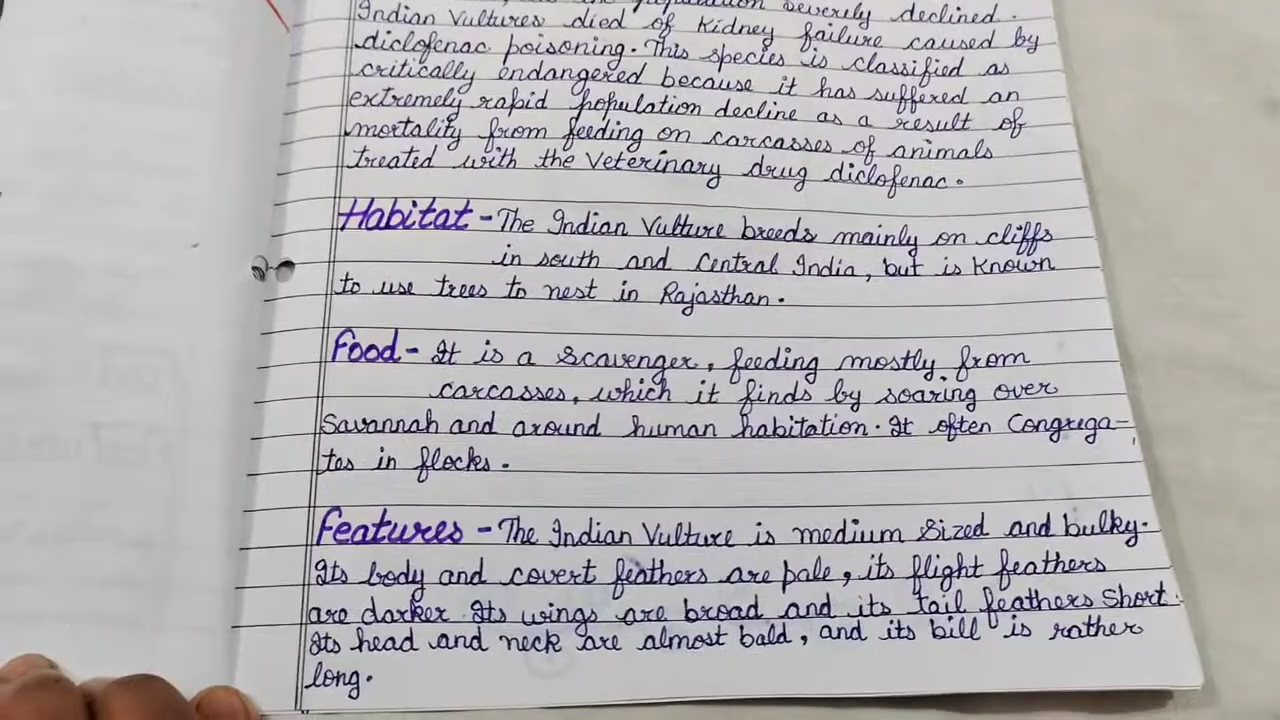 population severely declined.
Indian Vultures died of Kidney failure caused by
diclofenac poisoning. This species is classified as
critically endangered because it has suffered an
extremely rapid population decline as a result of
mortality from feeding on carcasses of animals
treated with the Veterinary drug diclofenac.
Habitat - The Indian Vulture breeds mainly on cliffs
in south and Central India, but is known
to use trees to nest in Rajasthan.
Food - It is a Scavenger, feeding mostly from
carcasses, which it finds by soaring over
Savannah and around human habitation. It often Congrega-
tes in flocks.
Features - The Indian Vulture is medium Sized and bulky.
Its body and covert feathers are pale, its flight feathers
are darker. Its wings are broad and its tail feathers Short.
Its head and neck are almost bald, and its bill is rather
long.